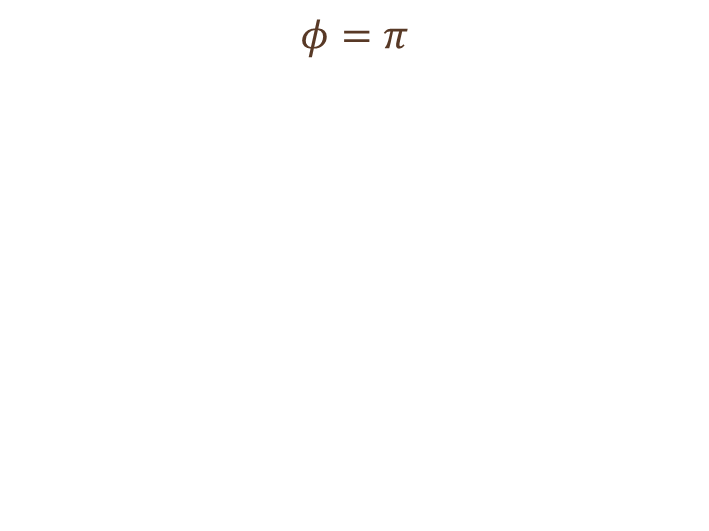 𝜙 = 𝜋